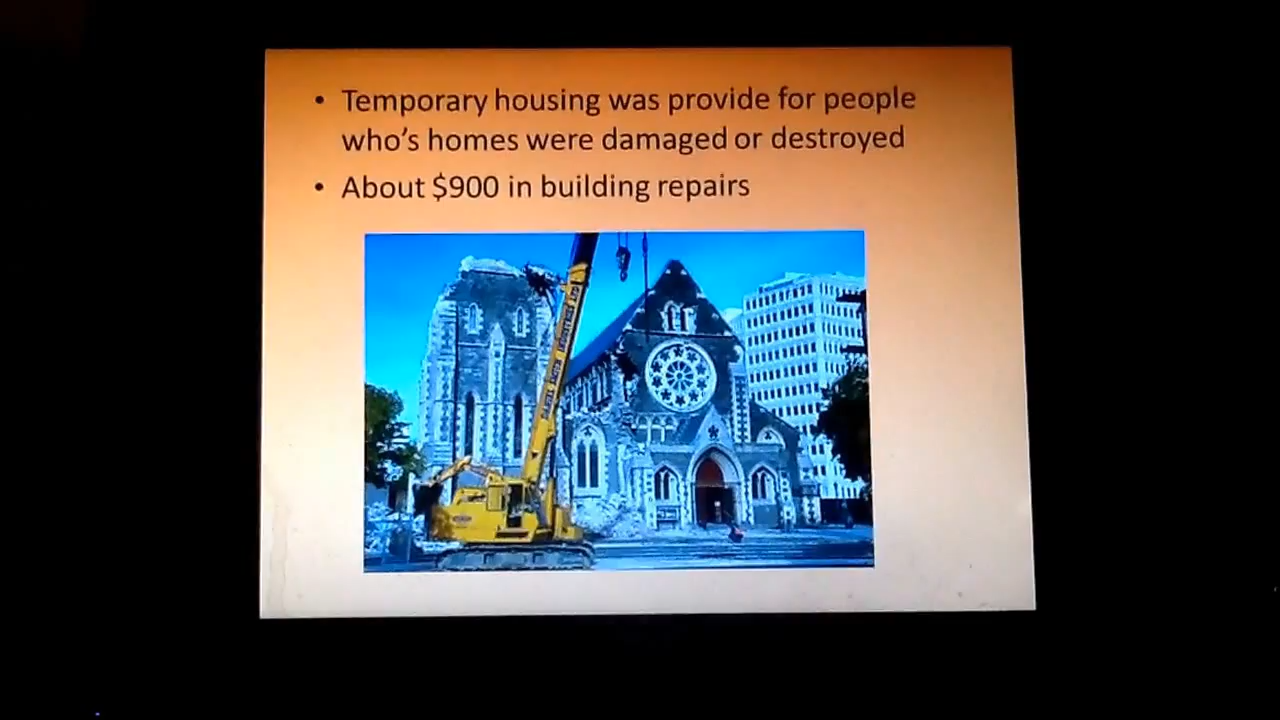 • Temporary housing was provide for people
who's homes were damaged or destroyed
• About $900 in building repairs